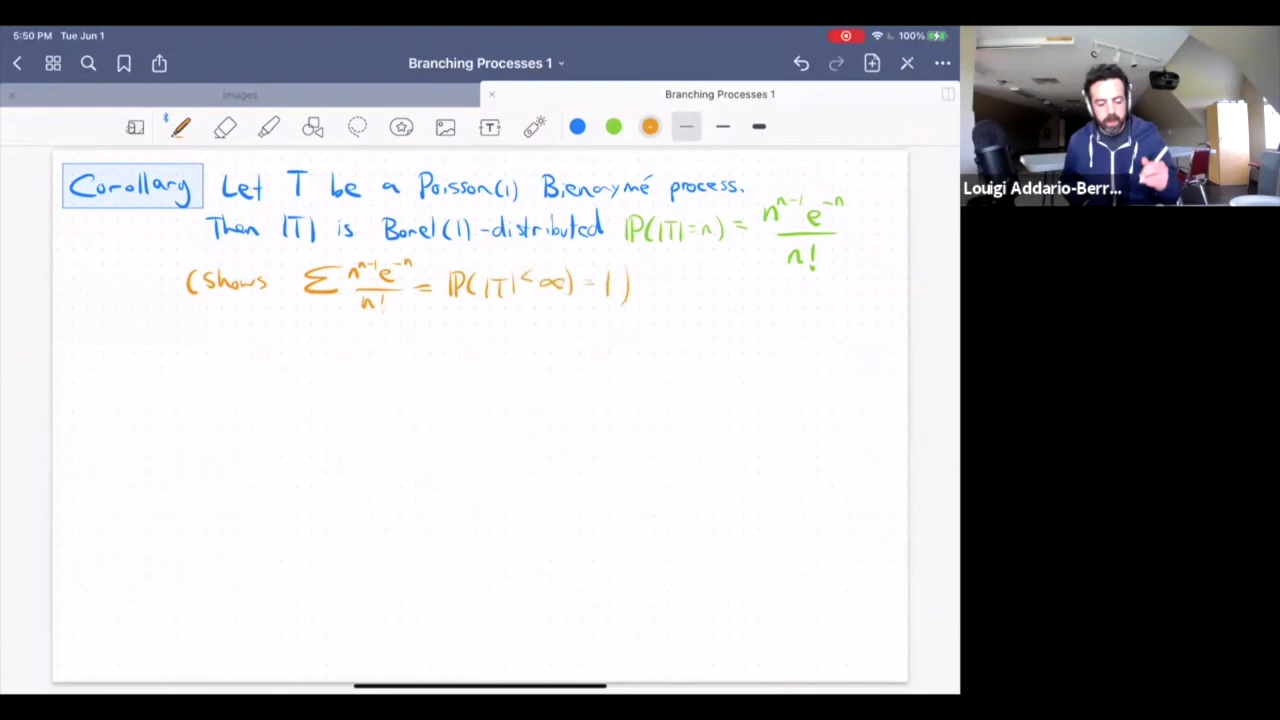 5:50 PM Tue Jun 1
100%
Branching Processes 1
Images
Branching Processes 1
Corollary Let T be a Poisson(1) Bienaymé process.
Then |T| is Borel(1)-distributed P(|T|=n) = n^{n-1} e^{-n} / n!
(Shows Σ n^{n-1} e^{-n} / n! = P(|T|<∞) = 1)
Louigi Addario-Berr...